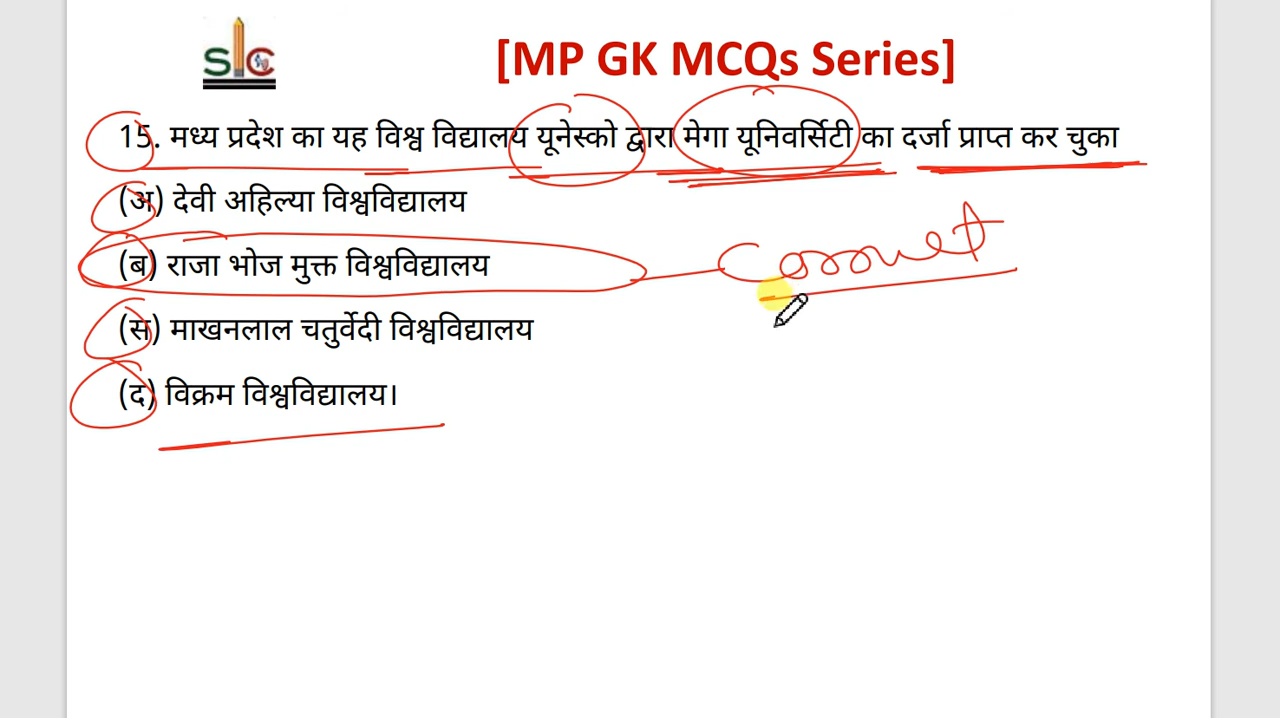 SIC
[MP GK MCQs Series]
15. मध्य प्रदेश का यह विश्व विद्यालय यूनेस्को द्वारा मेगा यूनिवर्सिटी का दर्जा प्राप्त कर चुका
(अ) देवी अहिल्या विश्वविद्यालय
(ब) राजा भोज मुक्त विश्वविद्यालय
Correct
(स) माखनलाल चतुर्वेदी विश्वविद्यालय
(द) विक्रम विश्वविद्यालय।